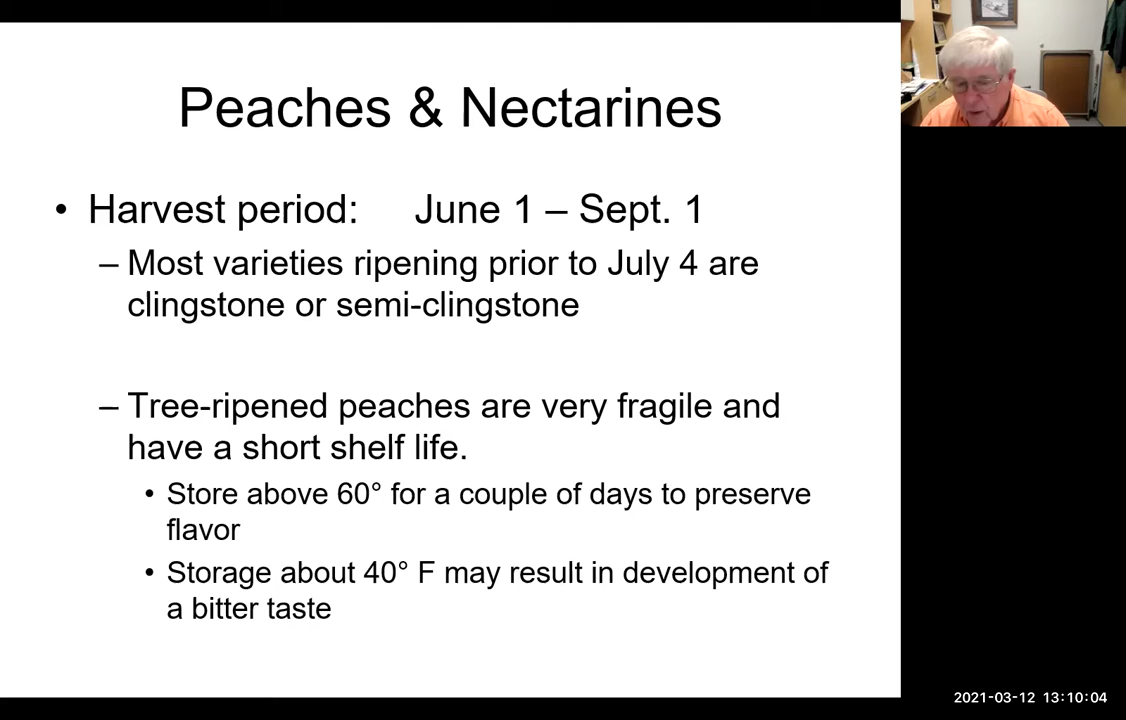 Peaches & Nectarines
• Harvest period: June 1 – Sept. 1
– Most varieties ripening prior to July 4 are
clingstone or semi-clingstone
– Tree-ripened peaches are very fragile and
have a short shelf life.
• Store above 60° for a couple of days to preserve
flavor
• Storage about 40° F may result in development of
a bitter taste
2021-03-12 13:10:04